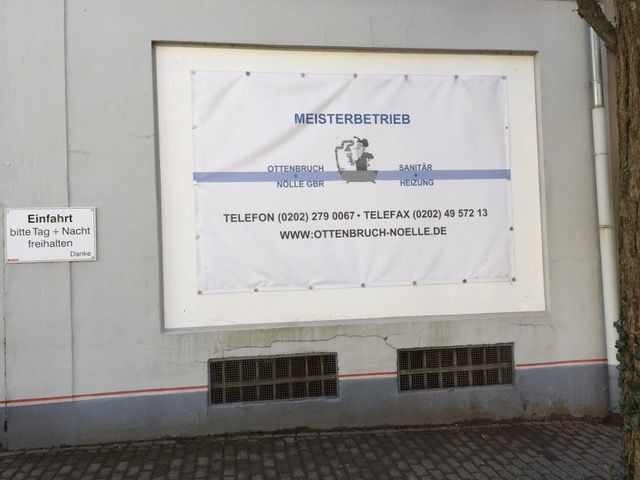 MEISTERBETRIEB
OTTENBRUCH
+
NOLLE GBR
SANITÄR
+
HEIZUNG
TELEFON (0202) 279 0067 • TELEFAX (0202) 49 572 13
WWW:OTTENBRUCH-NOELLE.DE
Einfahrt
bitte Tag + Nacht
freihalten
Danke